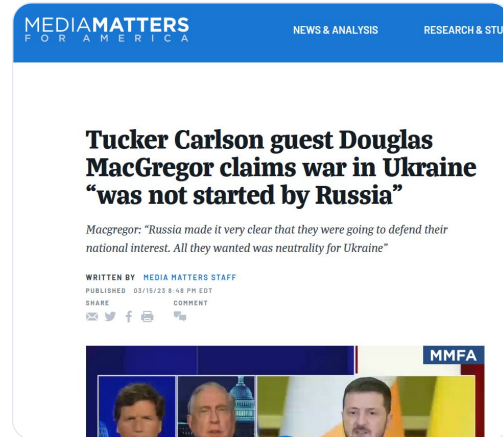 MEDIAMATTERS
FOR AMERICA
NEWS & ANALYSIS
RESEARCH & STU
Tucker Carlson guest Douglas
MacGregor claims war in Ukraine
“was not started by Russia”
Macgregor: “Russia made it very clear that they were going to defend their
national interest. All they wanted was neutrality for Ukraine”
WRITTEN BY MEDIA MATTERS STAFF
PUBLISHED 03/15/23 8:48 PM EDT
SHARE COMMENT
MMFA